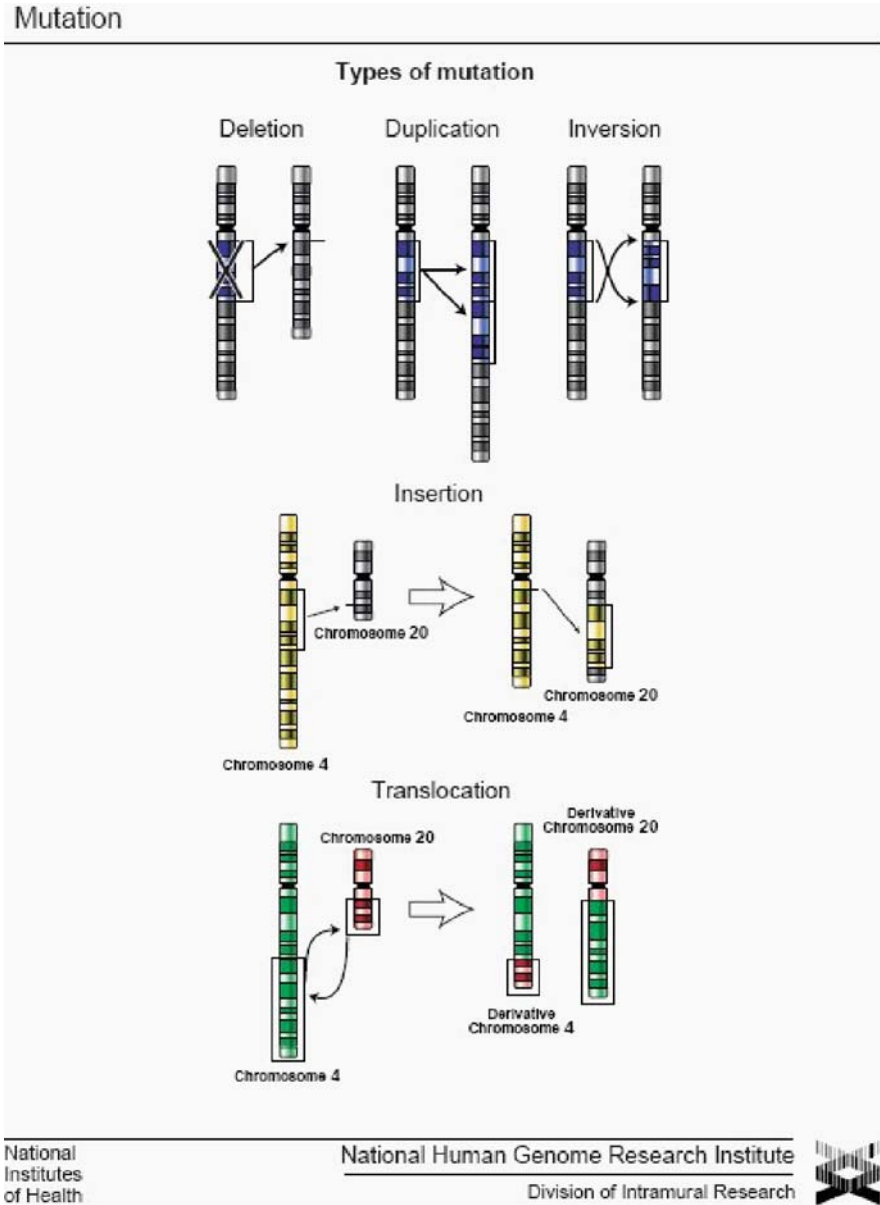 Mutation
Types of mutation
Deletion
Duplication
Inversion
Insertion
Chromosome 20
Chromosome 4
Chromosome 20
Chromosome 4
Translocation
Chromosome 20
Chromosome 4
Derivative
Chromosome 20
Derivative
Chromosome 4
National
Institutes
of Health
National Human Genome Research Institute
Division of Intramural Research